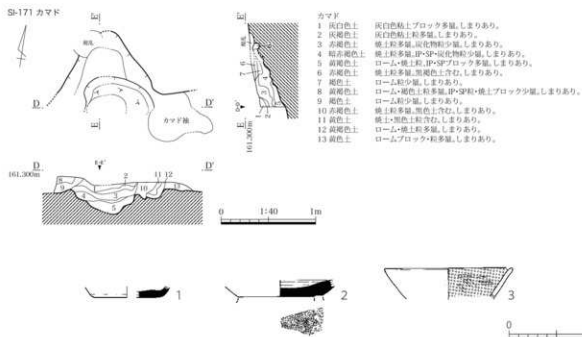 SI-171 カマド
E'
E'
撹乱
撹乱
カマド袖
D
D'
E
E
161.300m
カマド
1 灰白色土 灰白色粘土ブロック多量。しまりあり。
2 灰褐色土 灰白色粘土粒多量。しまりあり。
3 赤褐色土 焼土粒多量、炭化物粒少量。しまりあり。
4 暗赤褐色土 焼土粒多量、IP・SP・炭化物粒少量。しまりあり。
5 黄褐色土 ローム・焼土粒、IP・SPブロック多量。しまりあり。
6 赤褐色土 焼土粒多量、黒褐色土含む。しまりあり。
7 褐色土 ローム粒少量。しまりあり。
8 黄褐色土 ローム・褐色土粒多量、IP・SP粒・焼土ブロック少量。しまりあり。
9 褐色土 ローム粒少量。しまりあり。
10 赤褐色土 焼土粒多量、黒色土粒含む。しまりあり。
11 黄色土 焼土・黒色土粒含む。しまりあり。
12 黄褐色土 ローム・焼土粒多量。しまりあり。
13 黄色土 ロームブロック・粒多量。しまりあり。
D
D'
161.300m
0 1:40 1m
1
2
3
0